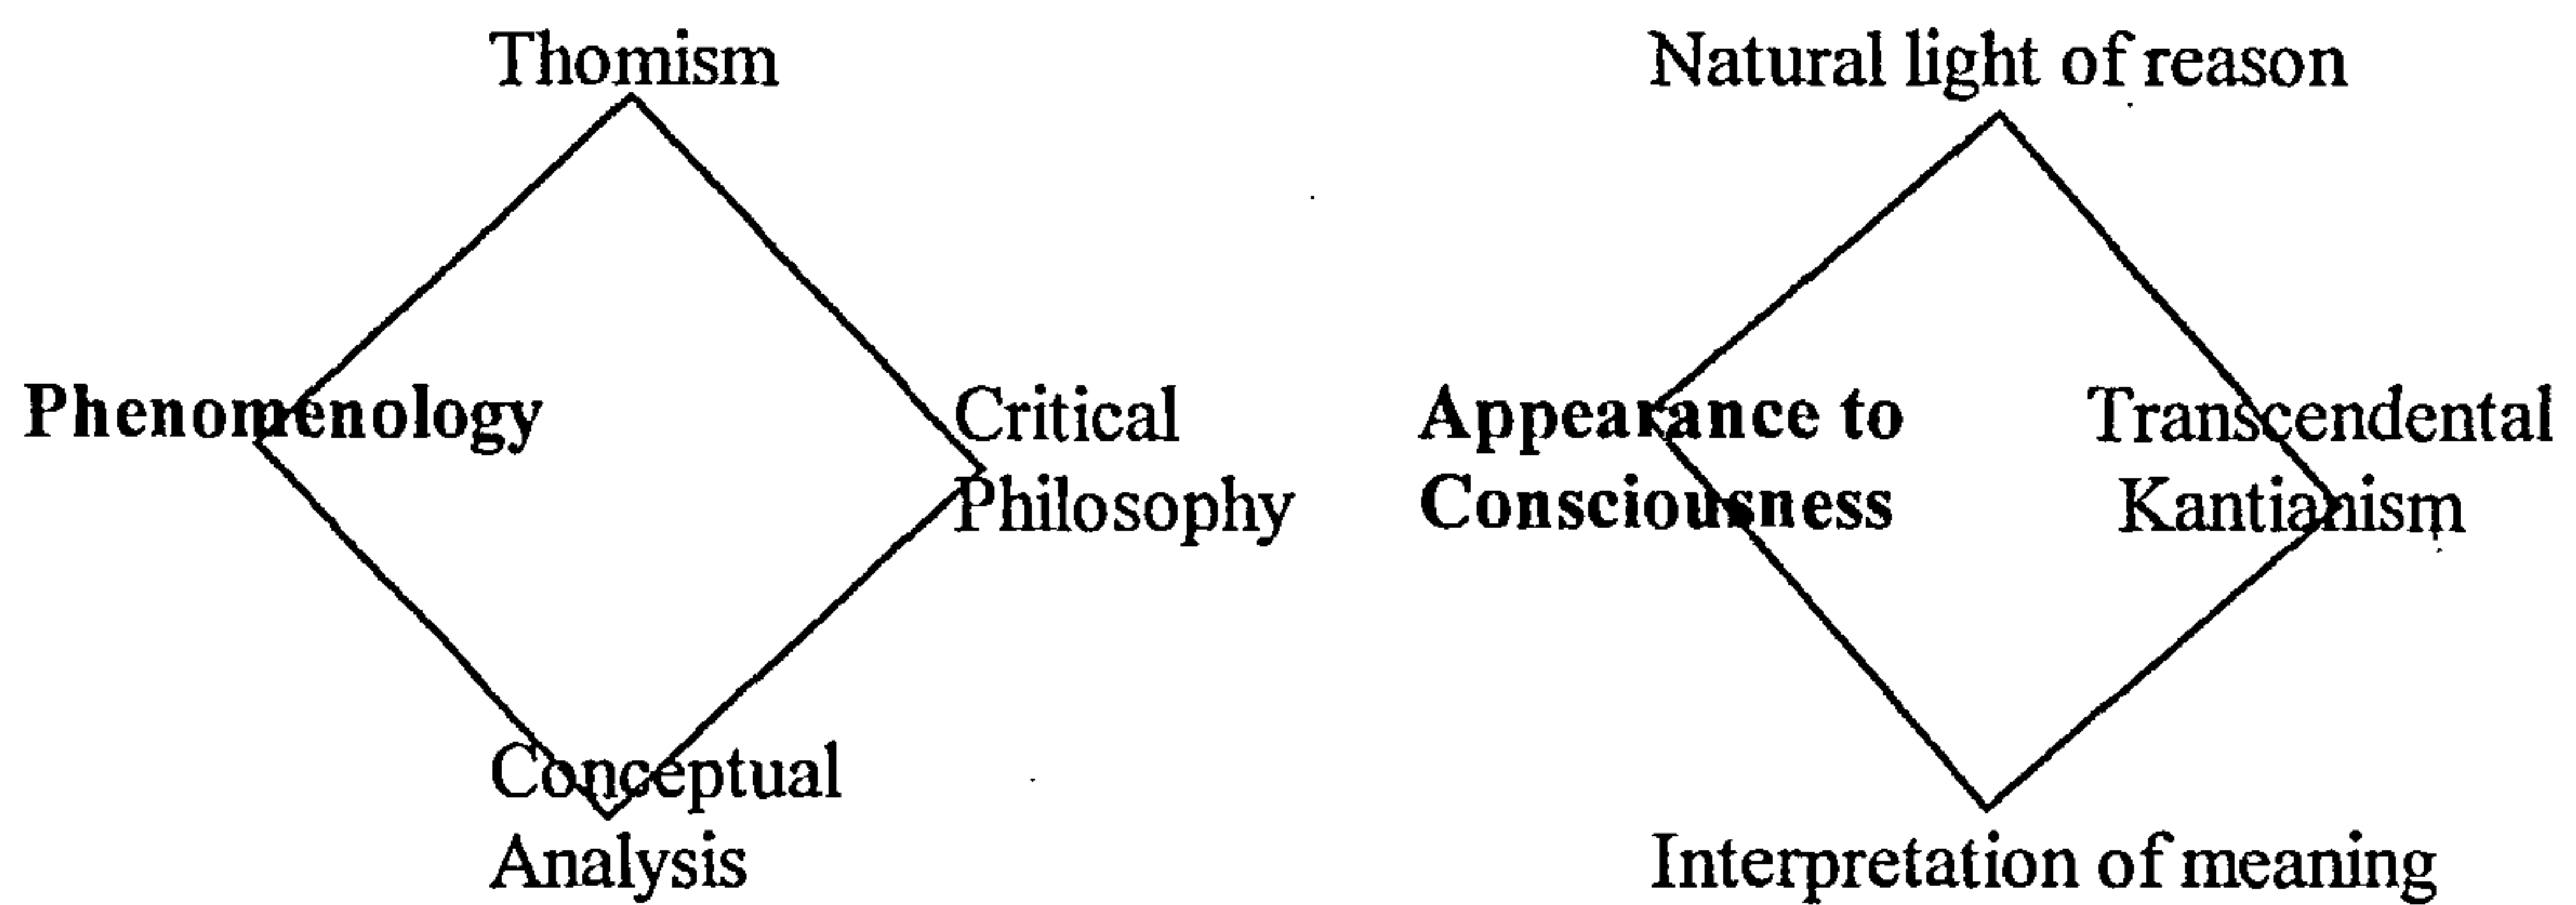 Thomism
Natural light of reason
Phenomenology
Critical
Philosophy
Appearance to
Consciousness
Transcendental
Kantianism
Conceptual
Analysis
Interpretation of meaning